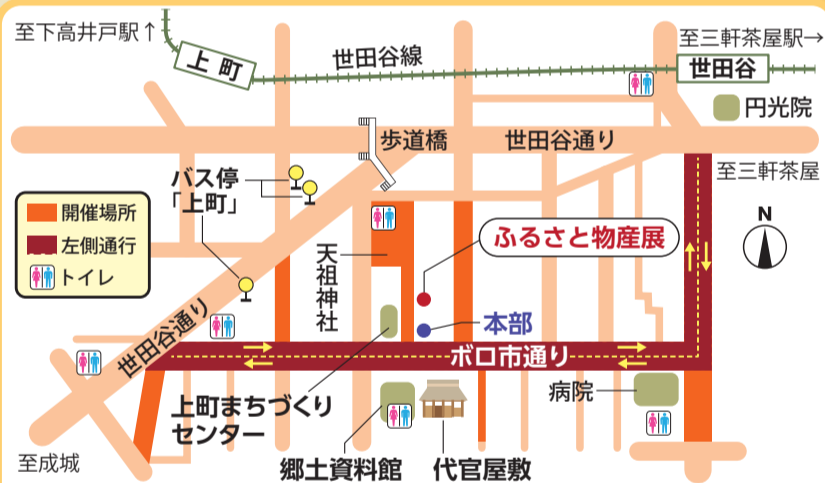 至下高井戸駅↑
上町
世田谷線
至三軒茶屋駅→
世田谷
円光院
歩道橋
世田谷通り
至三軒茶屋
バス停
「上町」
開催場所
左側通行
トイレ
N
ふるさと物産展
天祖神社
本部
世田谷通り
ボロ市通り
上町まちづくり
センター
病院
至成城
郷土資料館
代官屋敷